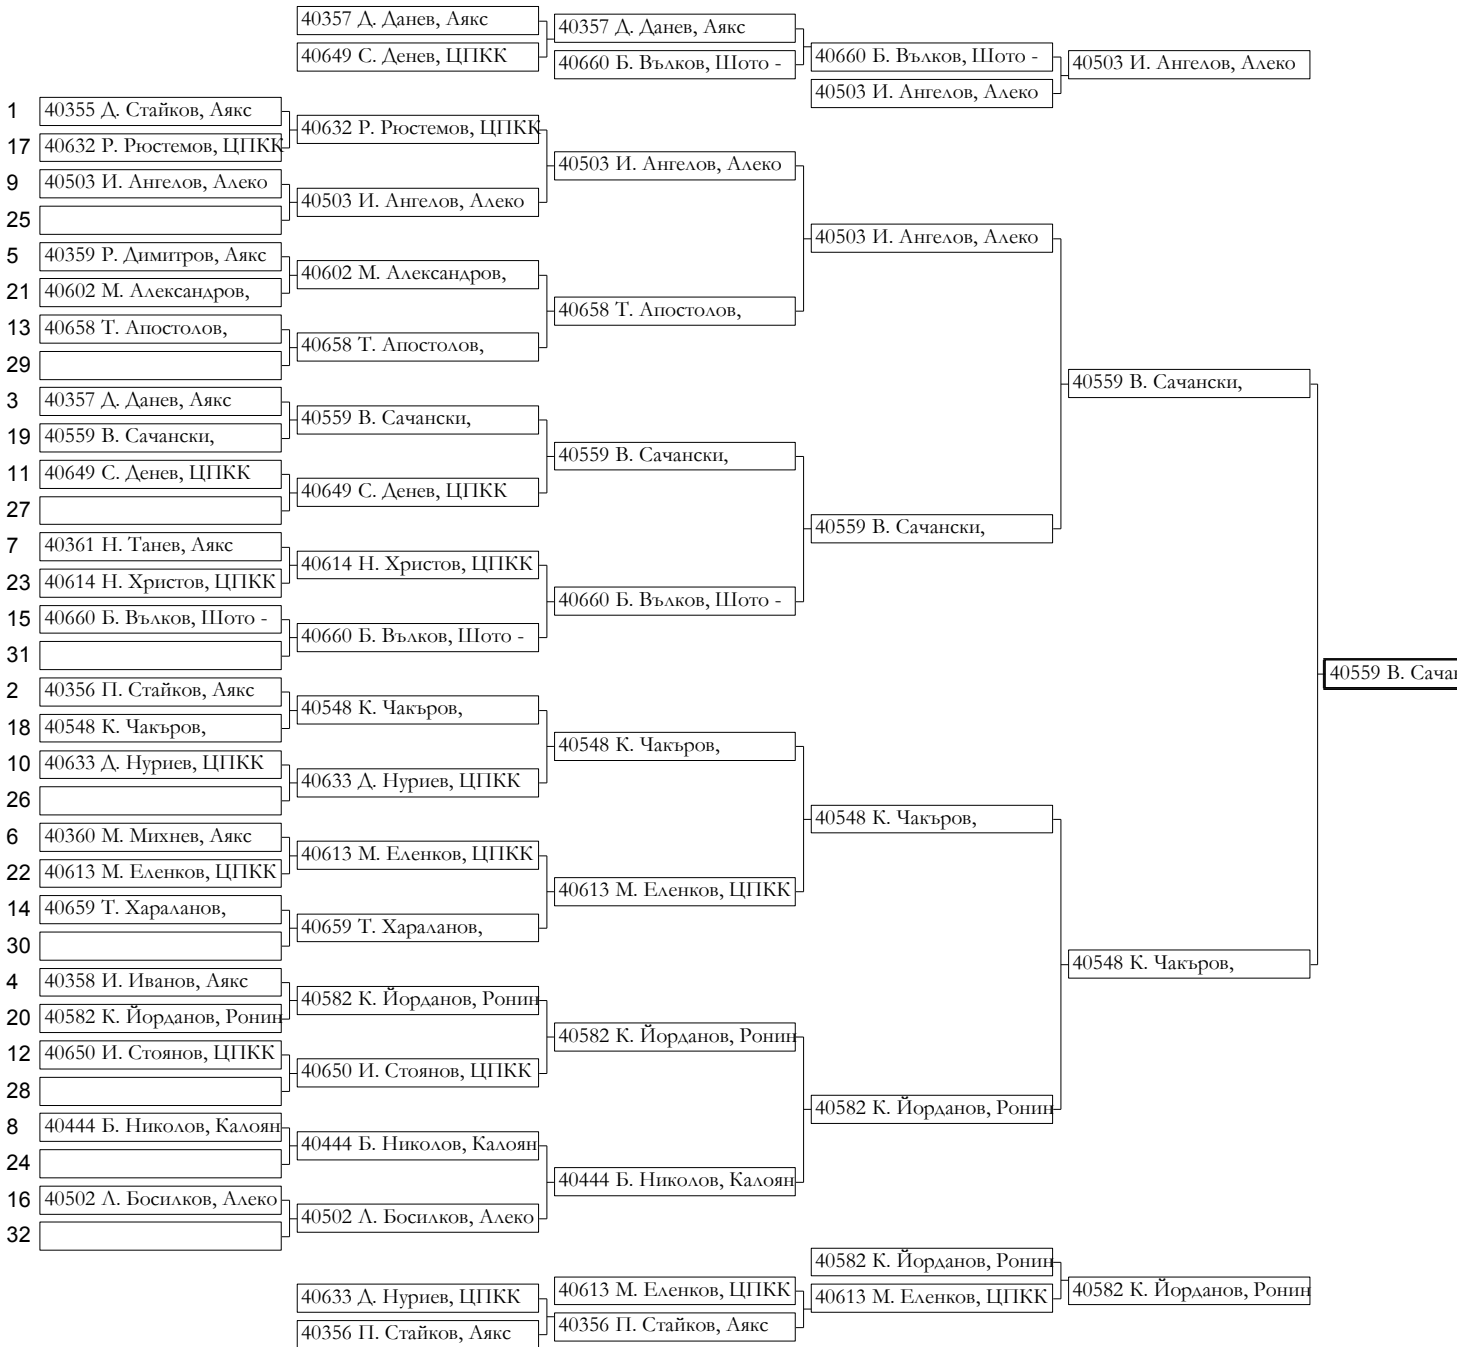 40357 Д. Данев, Аякс
40649 С. Денев, ЦПКК
40357 Д. Данев, Аякс
40660 Б. Вълков, Шото -
40660 Б. Вълков, Шото -
40503 И. Ангелов, Алеко
40503 И. Ангелов, Алеко
1 40355 Д. Стайков, Аякс
17 40632 Р. Рюстемов, ЦПКК
9 40503 И. Ангелов, Алеко
25
5 40359 Р. Димитров, Аякс
21 40602 М. Александров,
13 40658 Т. Апостолов,
29
3 40357 Д. Данев, Аякс
19 40559 В. Сачански,
11 40649 С. Денев, ЦПКК
27
7 40361 Н. Танев, Аякс
23 40614 Н. Христов, ЦПКК
15 40660 Б. Вълков, Шото -
31
2 40356 П. Стайков, Аякс
18 40548 К. Чакъров,
10 40633 Д. Нуриев, ЦПКК
26
6 40360 М. Михнев, Аякс
22 40613 М. Еленков, ЦПКК
14 40659 Т. Хараланов,
30
4 40358 И. Иванов, Аякс
20 40582 К. Йорданов, Ронин
12 40650 И. Стоянов, ЦПКК
28
8 40444 Б. Николов, Калоян
24
16 40502 Л. Босилков, Алеко
32
40632 Р. Рюстемов, ЦПКК
40503 И. Ангелов, Алеко
40602 М. Александров,
40658 Т. Апостолов,
40559 В. Сачански,
40649 С. Денев, ЦПКК
40614 Н. Христов, ЦПКК
40660 Б. Вълков, Шото -
40548 К. Чакъров,
40633 Д. Нуриев, ЦПКК
40613 М. Еленков, ЦПКК
40659 Т. Хараланов,
40582 К. Йорданов, Ронин
40650 И. Стоянов, ЦПКК
40444 Б. Николов, Калоян
40502 Л. Босилков, Алеко
40503 И. Ангелов, Алеко
40658 Т. Апостолов,
40559 В. Сачански,
40660 Б. Вълков, Шото -
40548 К. Чакъров,
40613 М. Еленков, ЦПКК
40582 К. Йорданов, Ронин
40444 Б. Николов, Калоян
40503 И. Ангелов, Алеко
40559 В. Сачански,
40548 К. Чакъров,
40582 К. Йорданов, Ронин
40559 В. Сачански,
40548 К. Чакъров,
40559 В.
40633 Д. Нуриев, ЦПКК
40356 П. Стайков, Аякс
40613 М. Еленков, ЦПКК
40356 П. Стайков, Аякс
40582 К. Йорданов, Ронин
40613 М. Еленков, ЦПКК
40582 К. Йорданов, Ронин